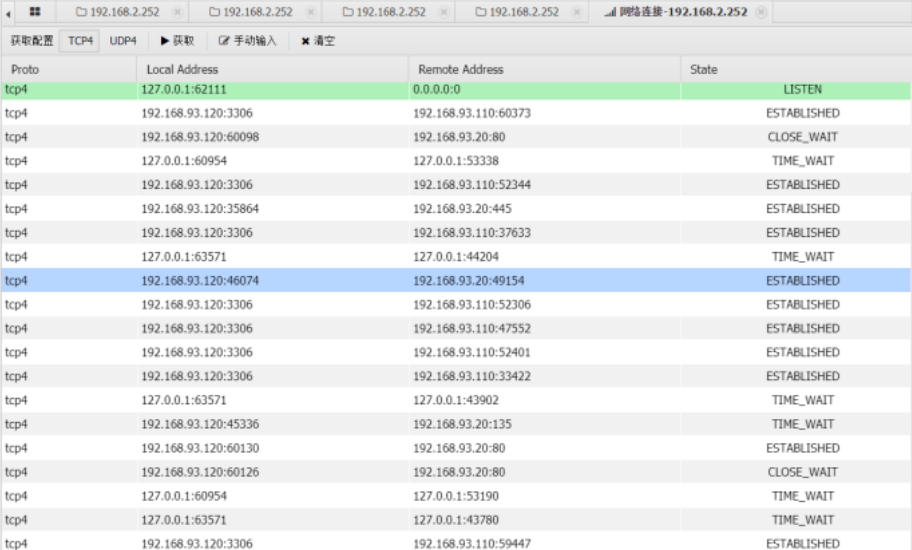 192.168.2.252 192.168.2.252 192.168.2.252 192.168.2.252 网络连接-192.168.2.252
获取配置 TCP4 UDP4 获取 手动输入 清空
Proto Local Address Remote Address State
tcp4 127.0.0.1:62111 0.0.0.0:0 LISTEN
tcp4 192.168.93.120:3306 192.168.93.110:60373 ESTABLISHED
tcp4 192.168.93.120:60098 192.168.93.20:80 CLOSE_WAIT
tcp4 127.0.0.1:60954 127.0.0.1:53338 TIME_WAIT
tcp4 192.168.93.120:3306 192.168.93.110:52344 ESTABLISHED
tcp4 192.168.93.120:35864 192.168.93.20:445 ESTABLISHED
tcp4 192.168.93.120:3306 192.168.93.110:37633 ESTABLISHED
tcp4 127.0.0.1:63571 127.0.0.1:44204 TIME_WAIT
tcp4 192.168.93.120:46074 192.168.93.20:49154 ESTABLISHED
tcp4 192.168.93.120:3306 192.168.93.110:52306 ESTABLISHED
tcp4 192.168.93.120:3306 192.168.93.110:47552 ESTABLISHED
tcp4 192.168.93.120:3306 192.168.93.110:52401 ESTABLISHED
tcp4 192.168.93.120:3306 192.168.93.110:33422 ESTABLISHED
tcp4 127.0.0.1:63571 127.0.0.1:43902 TIME_WAIT
tcp4 192.168.93.120:45336 192.168.93.20:135 TIME_WAIT
tcp4 192.168.93.120:60130 192.168.93.20:80 ESTABLISHED
tcp4 192.168.93.120:60126 192.168.93.20:80 CLOSE_WAIT
tcp4 127.0.0.1:60954 127.0.0.1:53190 TIME_WAIT
tcp4 127.0.0.1:63571 127.0.0.1:43780 TIME_WAIT
tcp4 192.168.93.120:3306 192.168.93.110:59447 ESTABLISHED